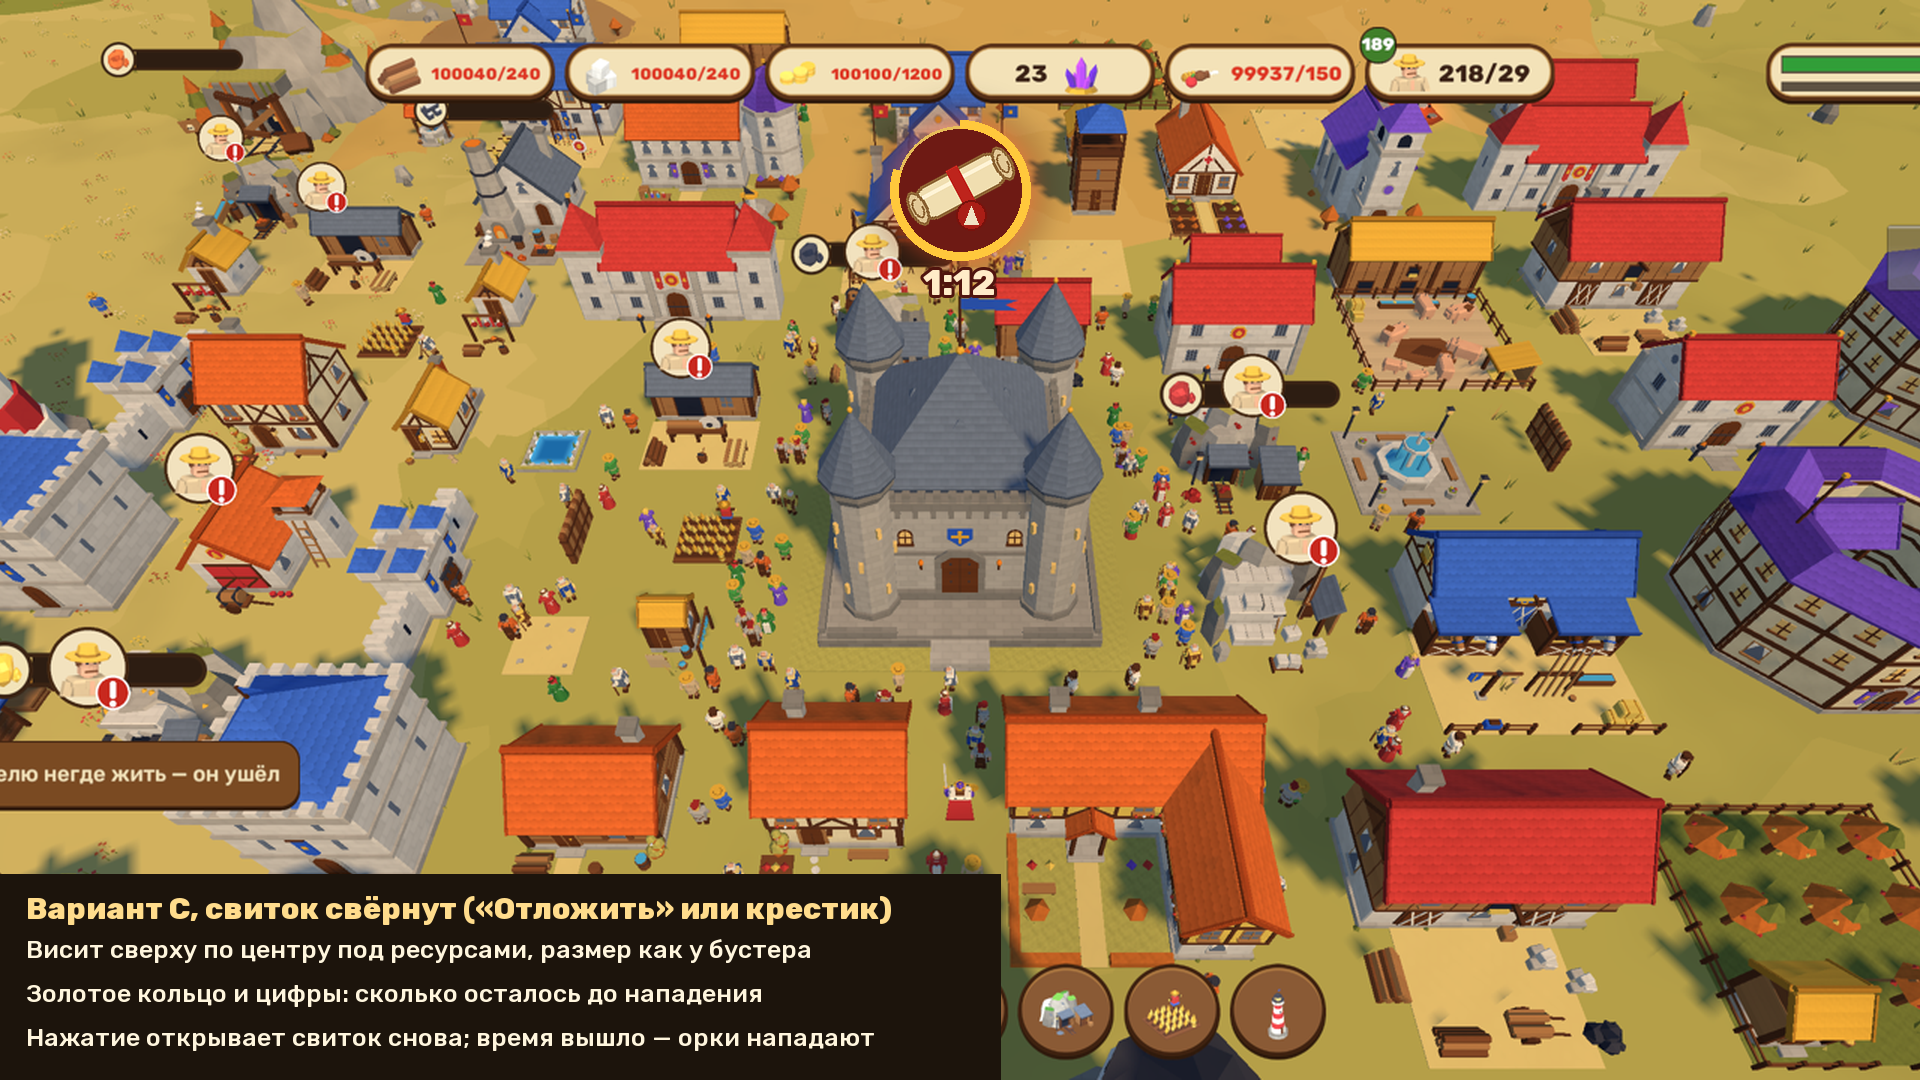 100040/240
100040/240
100100/1200
23
99937/150
189
218/29
1:12
елю негде жить — он ушёл
Вариант C, свиток свёрнут («Отложить» или крестик)
Висит сверху по центру под ресурсами, размер как у бустера
Золотое кольцо и цифры: сколько осталось до нападения
Нажатие открывает свиток снова; время вышло — орки нападают